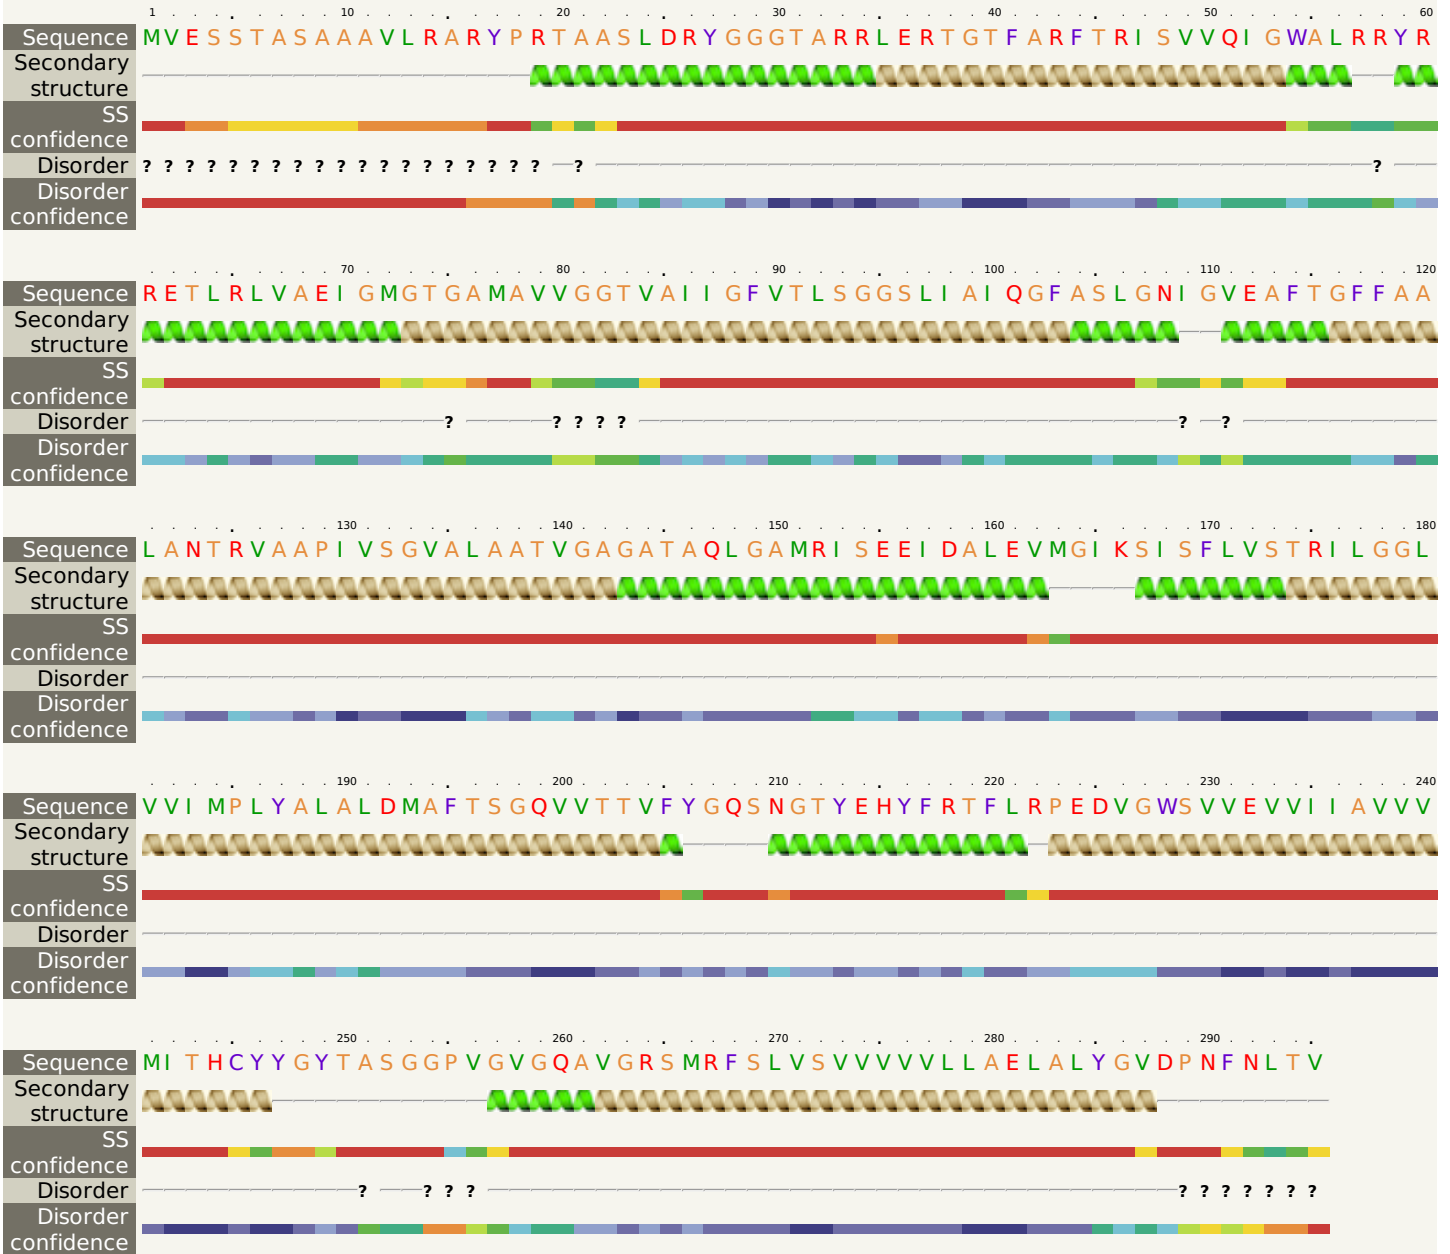 1 10 20 30 40 50 60
Sequence MVESSTASAAAVLRARYPRTAASLDRYGGGTARRLERTGTFARFTRISVVQIGWALRRYR
Secondary
structure
SS
confidence
Disorder ? ? ? ? ? ? ? ? ? ? ? ? ? ? ? ? ? ? ? ? ?
Disorder
confidence
70 80 90 100 110 120
Sequence RETLRLVAEIGMGTGAMAVVGGTVAIIGFVTLSGGSLIAIQGFASLGNIGVEAFTGFFAA
Secondary
structure
SS
confidence
Disorder ? ? ? ? ? ? ?
Disorder
confidence
130 140 150 160 170 180
Sequence LANTRVAAPIVSGVALAATVGAGATAQLGAMRISEEIDALEVMGIKSISFLVSTRILGGL
Secondary
structure
SS
confidence
Disorder
Disorder
confidence
190 200 210 220 230 240
Sequence VVIMPLYALALDMAFTSGQVVTTVFYGQSNGTYEHYFRTFLRPEDVGWSVVEVVIIAVVV
Secondary
structure
SS
confidence
Disorder
Disorder
confidence
250 260 270 280 290
Sequence MITHCYYGYTASGGPVGVGQAVGRSMRFSLVSVVVVVLLAELALYGVDPNFNLTV
Secondary
structure
SS
confidence
Disorder ? ? ? ? ? ? ? ? ? ? ?
Disorder
confidence